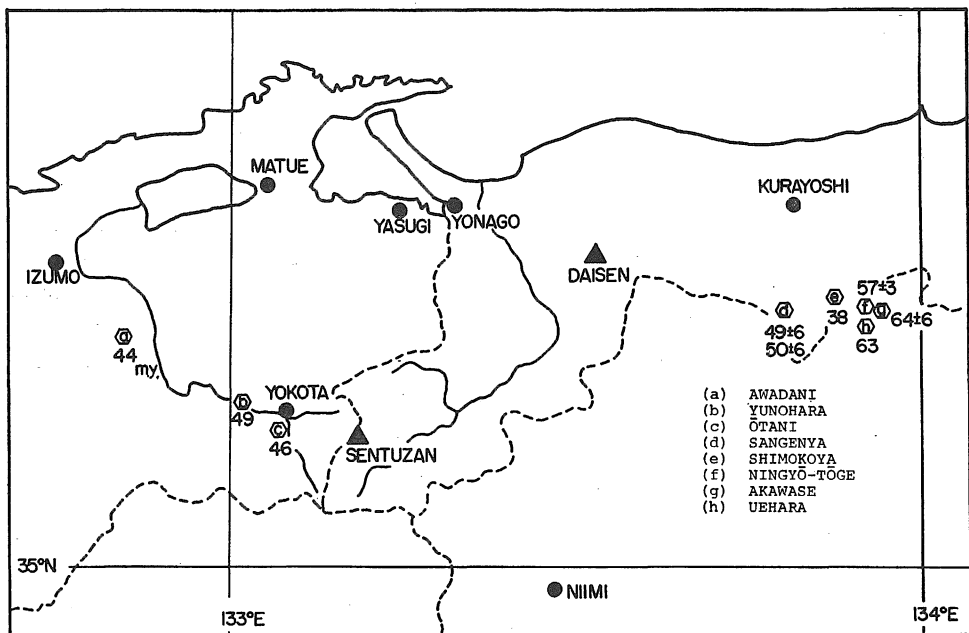 MATUE
KURAYOSHI
YASUGI
YONAGO
IZUMO
DAISEN
57±3
e
f
g
d
38
h
64±6
49±6
63
50±6
a
44 my.
YOKOTA
b
49
c
46
SENTUZAN
(a) AWADANI
(b) YUNOHARA
(c) ŌTANI
(d) SANGENYA
(e) SHIMOKOYA
(f) NINGYŌ-TŌGE
(g) AKAWASE
(h) UEHARA
35°N
NIIMI
133°E
134°E